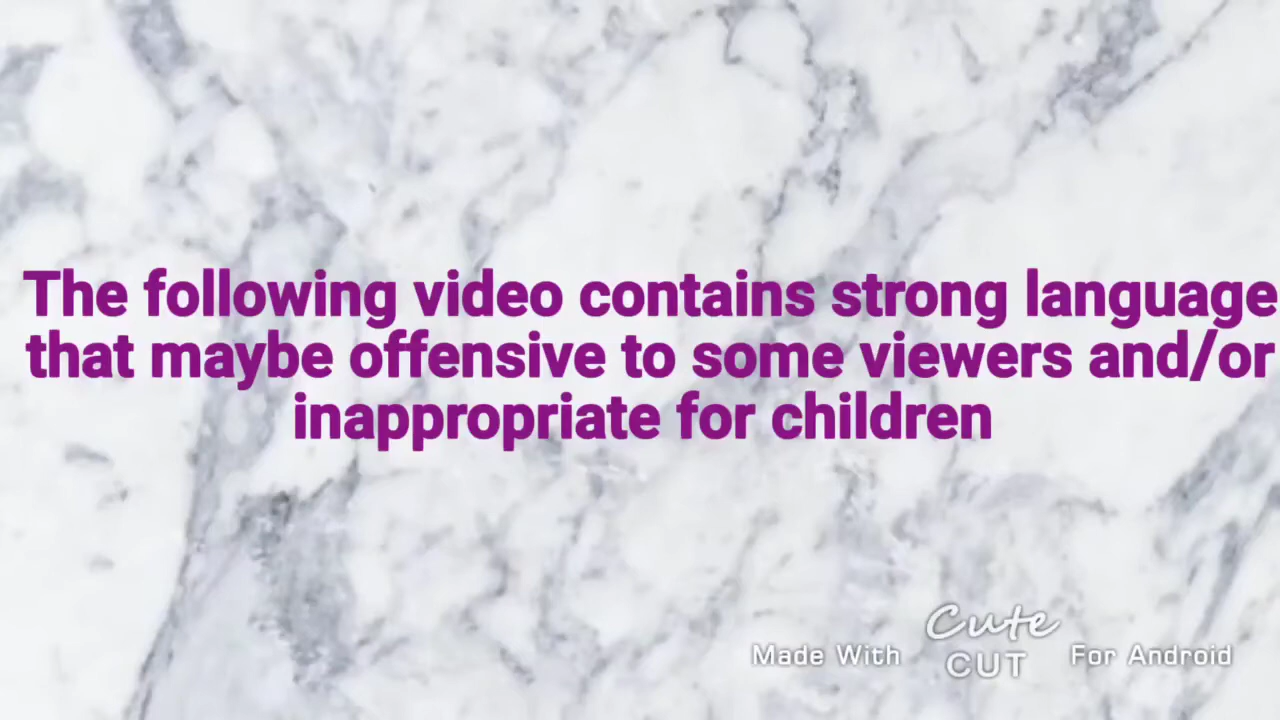 The following video contains strong language
that maybe offensive to some viewers and/or
inappropriate for children
Made With Cute CUT For Android